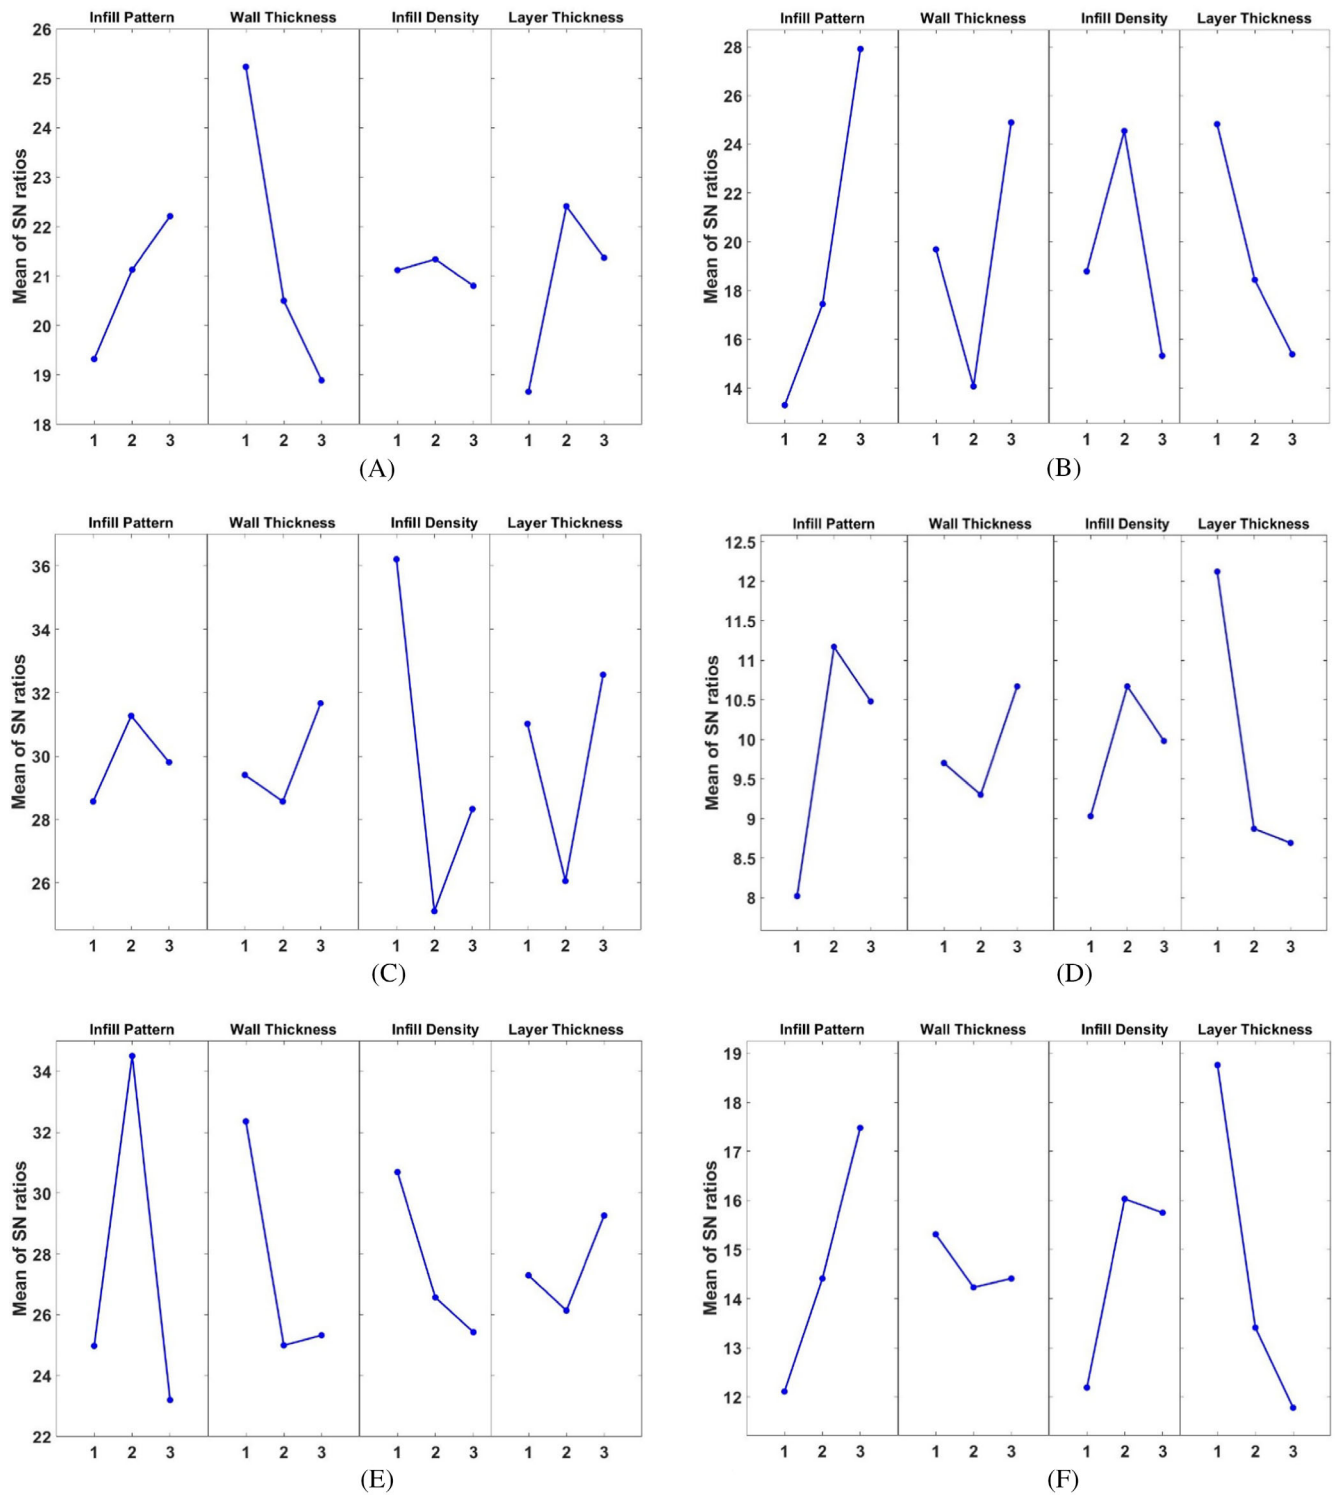 Infill Pattern Wall Thickness Infill Density Layer Thickness
26
25
24
23
22
21
20
19
18
Mean of SN ratios
1 2 3 1 2 3 1 2 3 1 2 3
(A)
Infill Pattern Wall Thickness Infill Density Layer Thickness
28
26
24
22
20
18
16
14
Mean of SN ratios
1 2 3 1 2 3 1 2 3 1 2 3
(B)
Infill Pattern Wall Thickness Infill Density Layer Thickness
36
34
32
30
28
26
Mean of SN ratios
1 2 3 1 2 3 1 2 3 1 2 3
(C)
Infill Pattern Wall Thickness Infill Density Layer Thickness
12.5
12
11.5
11
10.5
10
9.5
9
8.5
8
Mean of SN ratios
1 2 3 1 2 3 1 2 3 1 2 3
(D)
Infill Pattern Wall Thickness Infill Density Layer Thickness
34
32
30
28
26
24
22
Mean of SN ratios
1 2 3 1 2 3 1 2 3 1 2 3
(E)
Infill Pattern Wall Thickness Infill Density Layer Thickness
19
18
17
16
15
14
13
12
Mean of SN ratios
1 2 3 1 2 3 1 2 3 1 2 3
(F)